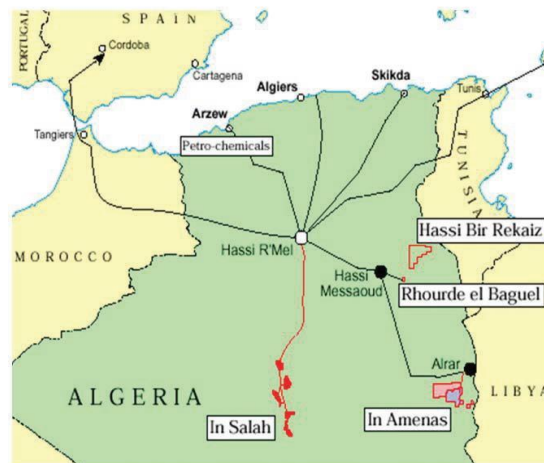 PORTUGAL
SPAIN
Cordoba
Cartagena
Algiers
Skikda
Tunis
Arzew
Tangiers
Petro-chemicals
TUNISIA
Hassi Bir Rekaiz
Hassi R'Mel
MOROCCO
Hassi
Messaoud
Rhourde el Baguel
Alrar
ALGERIA
LIBYA
In Salah
In Amenas